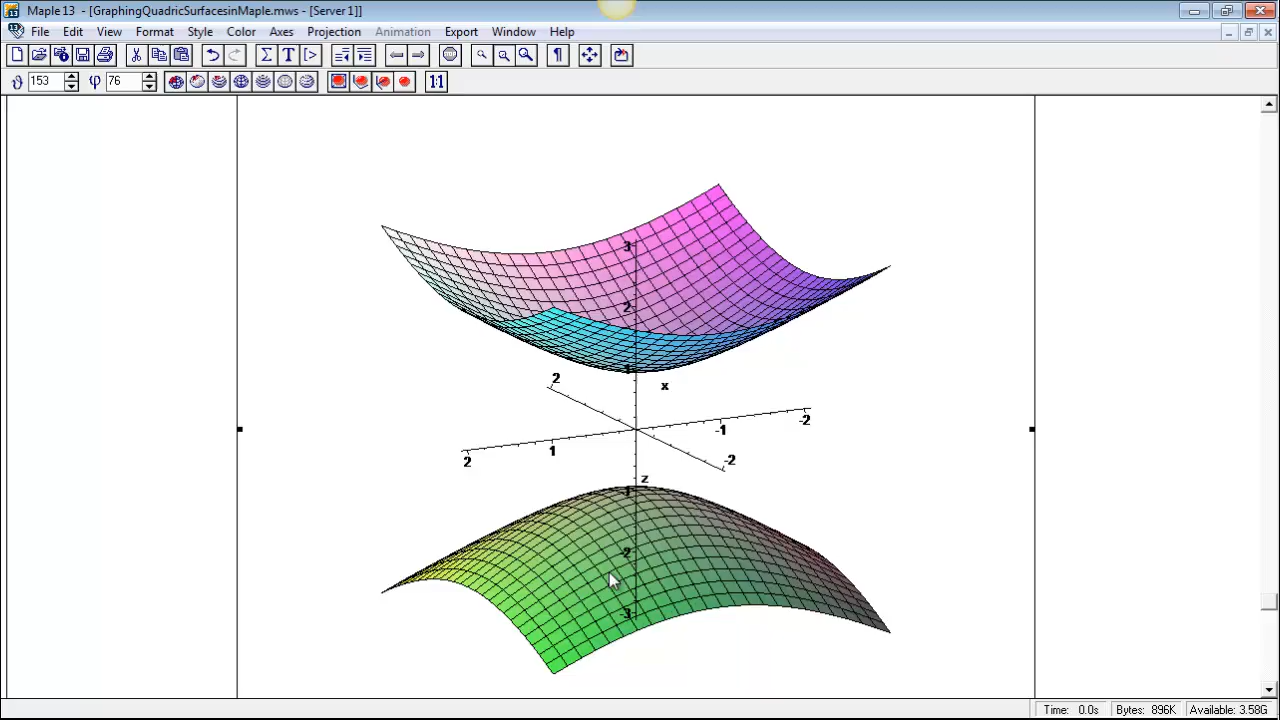 Maple 13 - [GraphingQuadricSurfacesinMaple.mws - [Server 1]]
File Edit View Format Style Color Axes Projection Animation Export Window Help
ϑ 153 φ 76 1:1
3
2
1
x
2
-2
-1
2 1
-2
z
-1
-2
-3
Time: 0.0s Bytes: 896K Available: 3.58G